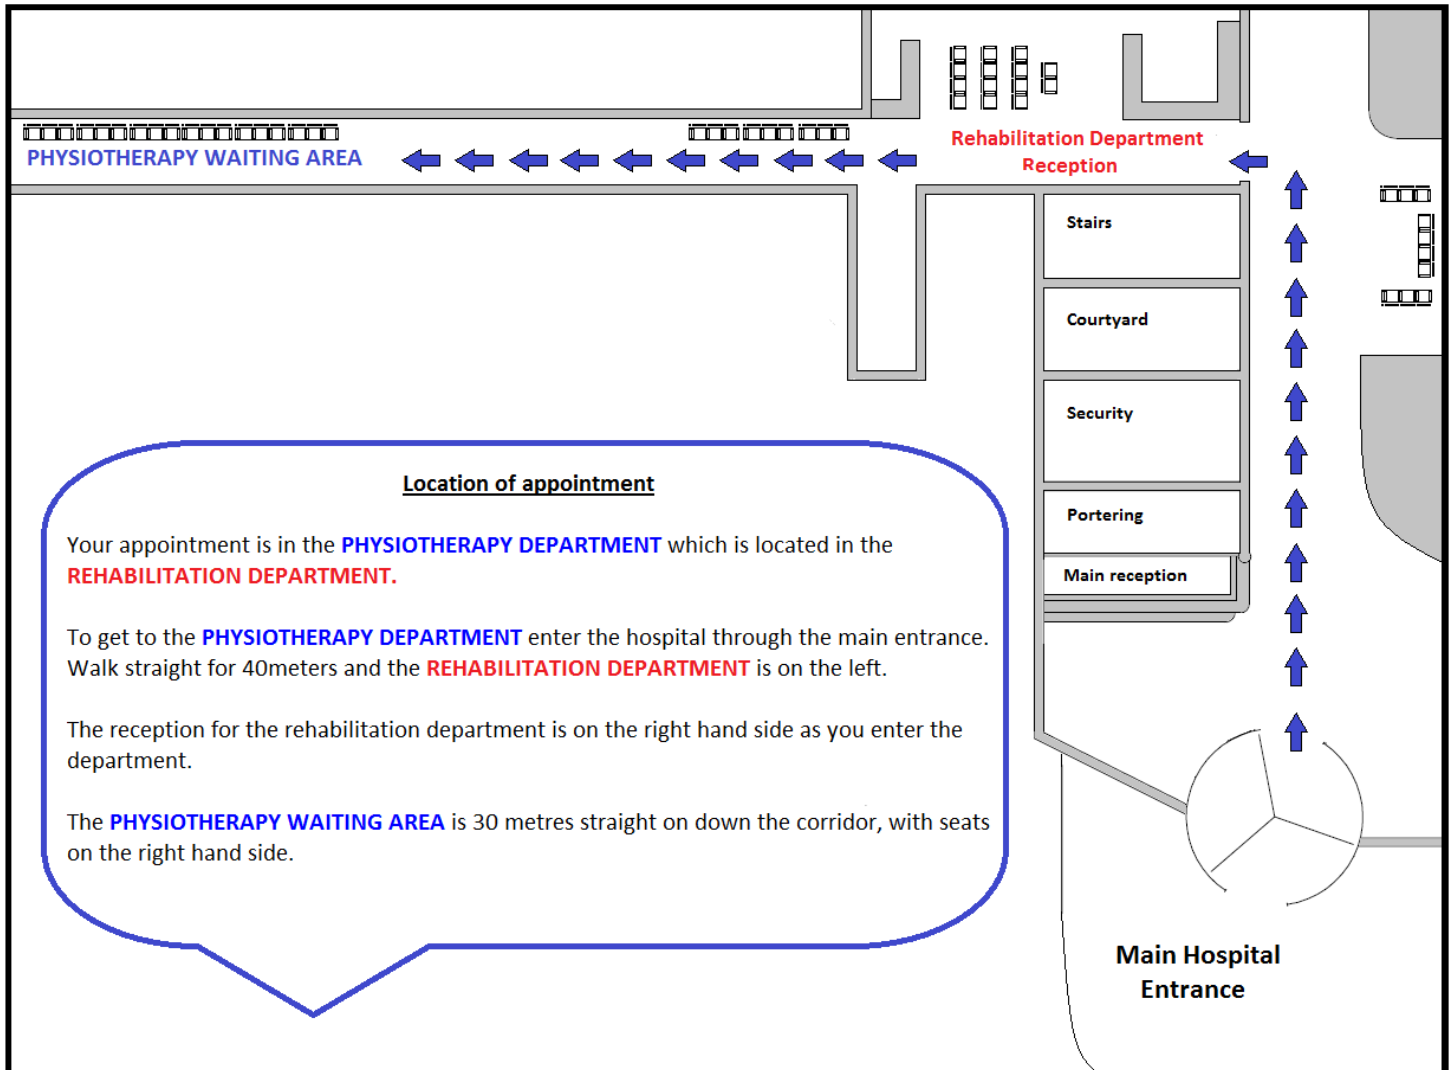 PHYSIOTHERAPY WAITING AREA
Rehabilitation Department
Reception
Stairs
Courtyard
Security
Portering
Main reception
Location of appointment
Your appointment is in the PHYSIOTHERAPY DEPARTMENT which is located in the
REHABILITATION DEPARTMENT.
To get to the PHYSIOTHERAPY DEPARTMENT enter the hospital through the main entrance.
Walk straight for 40meters and the REHABILITATION DEPARTMENT is on the left.
The reception for the rehabilitation department is on the right hand side as you enter the
department.
The PHYSIOTHERAPY WAITING AREA is 30 metres straight on down the corridor, with seats
on the right hand side.
Main Hospital
Entrance